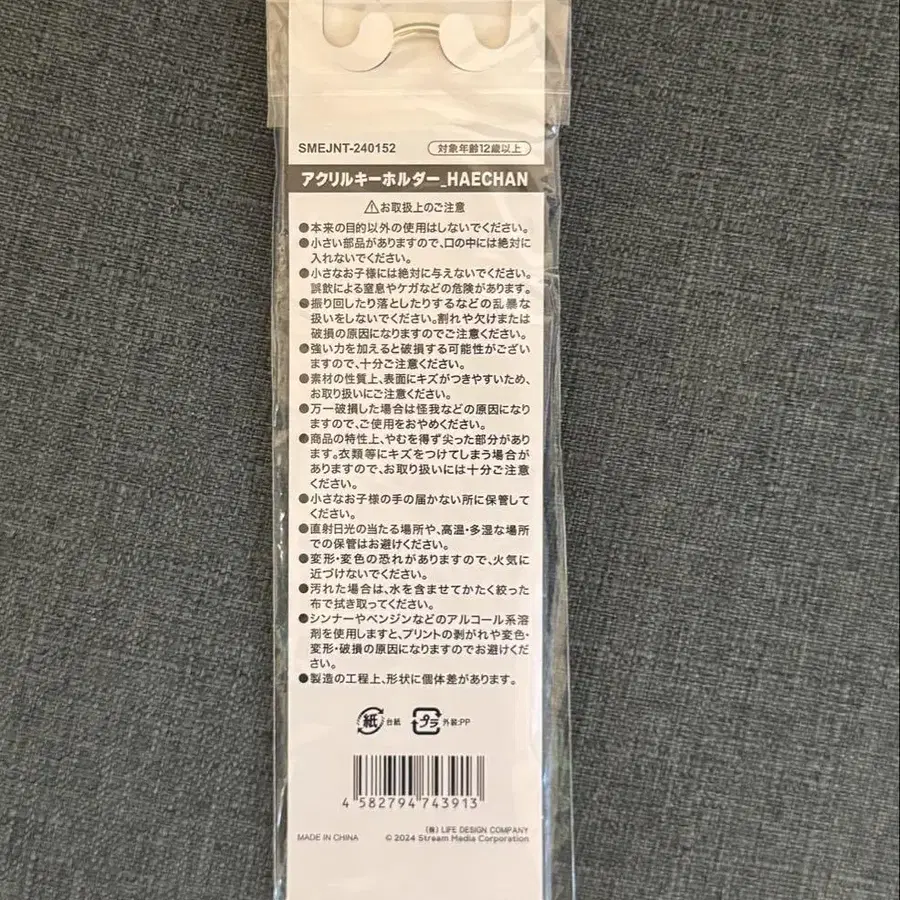 SMEJNT-240152 対象年齢12歳以上
アクリルキーホルダー_HAECHAN
⚠お取扱上のご注意
●本来の目的以外の使用はしないでください。
●小さい部品がありますので、口の中には絶対に
入れないでください。
●小さなお子様には絶対に与えないでください。
誤飲による窒息やケガなどの危険があります。
●振り回したり落としたりするなどの乱暴な
扱いをしないでください。割れや欠けまたは
破損の原因になりますのでご注意ください。
●強い力を加えると破損する可能性がござい
ますので、十分ご注意ください。
●素材の性質上、表面にキズがつきやすいため、
お取り扱いにご注意ください。
●万一破損した場合は怪我などの原因になり
ますので、ご使用をおやめください。
●商品の特性上、やむを得ず尖った部分があり
ます。衣類等にキズをつけてしまう場合が
ありますので、お取り扱いには十分ご注意
ください。
●小さなお子様の手の届かない所に保管して
ください。
●直射日光の当たる場所や、高温・多湿な場所
での保管はお避けください。
●変形・変色の恐れがありますので、火気に
近づけないでください。
●汚れた場合は、水を含ませてかたく絞った
布で拭き取ってください。
●シンナーやベンジンなどのアルコール系溶
剤を使用しますと、プリントの剥がれや変色・
変形・破損の原因になりますのでお避けくだ
さい。
●製造の工程上、形状に個体差があります。
紙 台紙 プラ 外装:PP
4 582794 743913
(株) LIFE DESIGN COMPANY
MADE IN CHINA © 2024 Stream Media Corporation